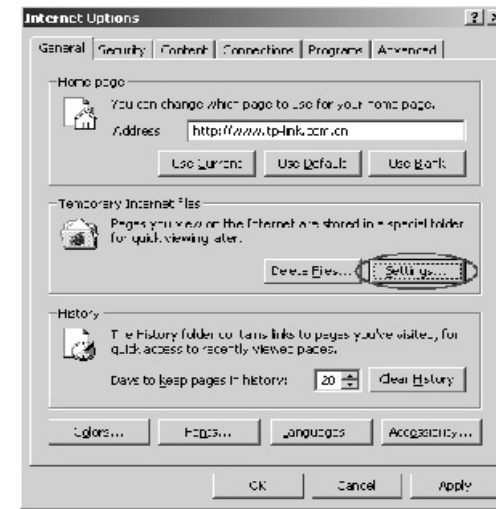 Internet Options
General Security Content Connections Programs Advanced
Home page
You can change which page to use for your home page.
Address http://www.tp-link.com.cn
Use Current Use Default Use Blank
Temporary Internet files
Pages you view on the Internet are stored in a special folder
for quick viewing later.
Delete Files... Settings...
History
The History folder contains links to pages you've visited, for
quick access to recently viewed pages.
Days to keep pages in history: 20 Clear History
Colors... Fonts... Languages Accessibility...
OK Cancel Apply